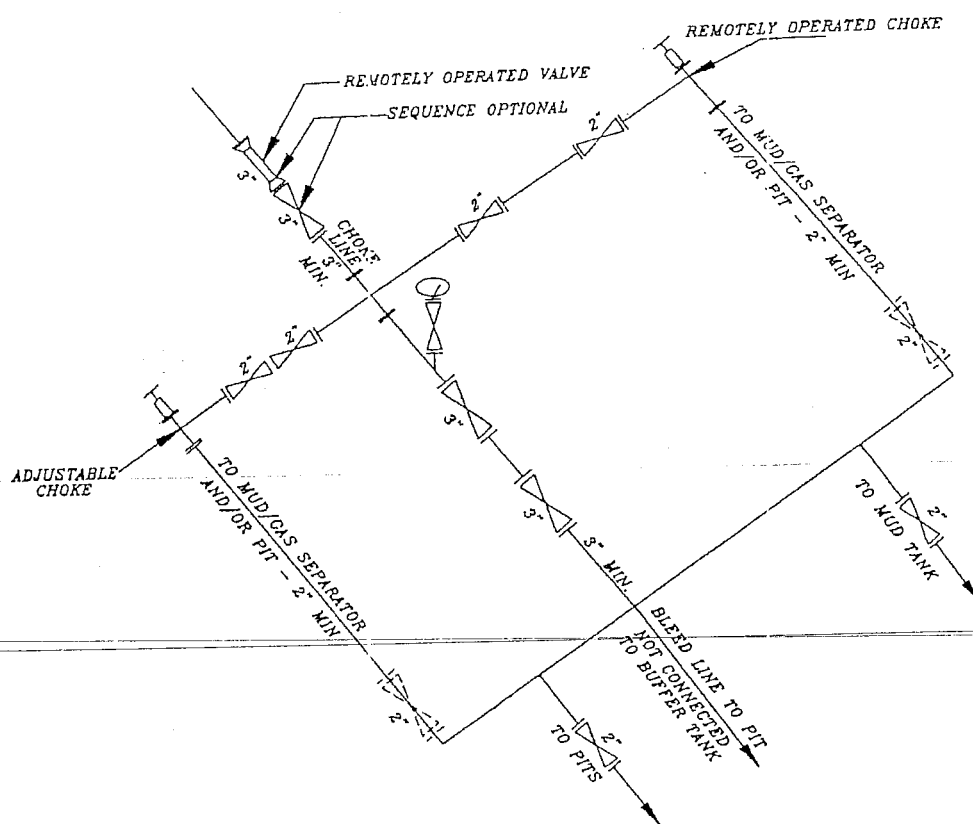 REMOTELY OPERATED CHOKE
REMOTELY OPERATED VALVE
SEQUENCE OPTIONAL
3"
3"
CHOKE
LINE
3"
MIN.
2"
2"
TO MUD/GAS SEPARATOR
AND/OR PIT - 2" MIN
2"
2"
2"
3"
3"
3" MIN.
ADJUSTABLE
CHOKE
TO MUD/GAS SEPARATOR
AND/OR PIT - 2" MIN
2"
2"
TO MUD TANK
BLEED LINE TO PIT
NOT CONNECTED
TO BUFFER TANK
2"
TO PITS